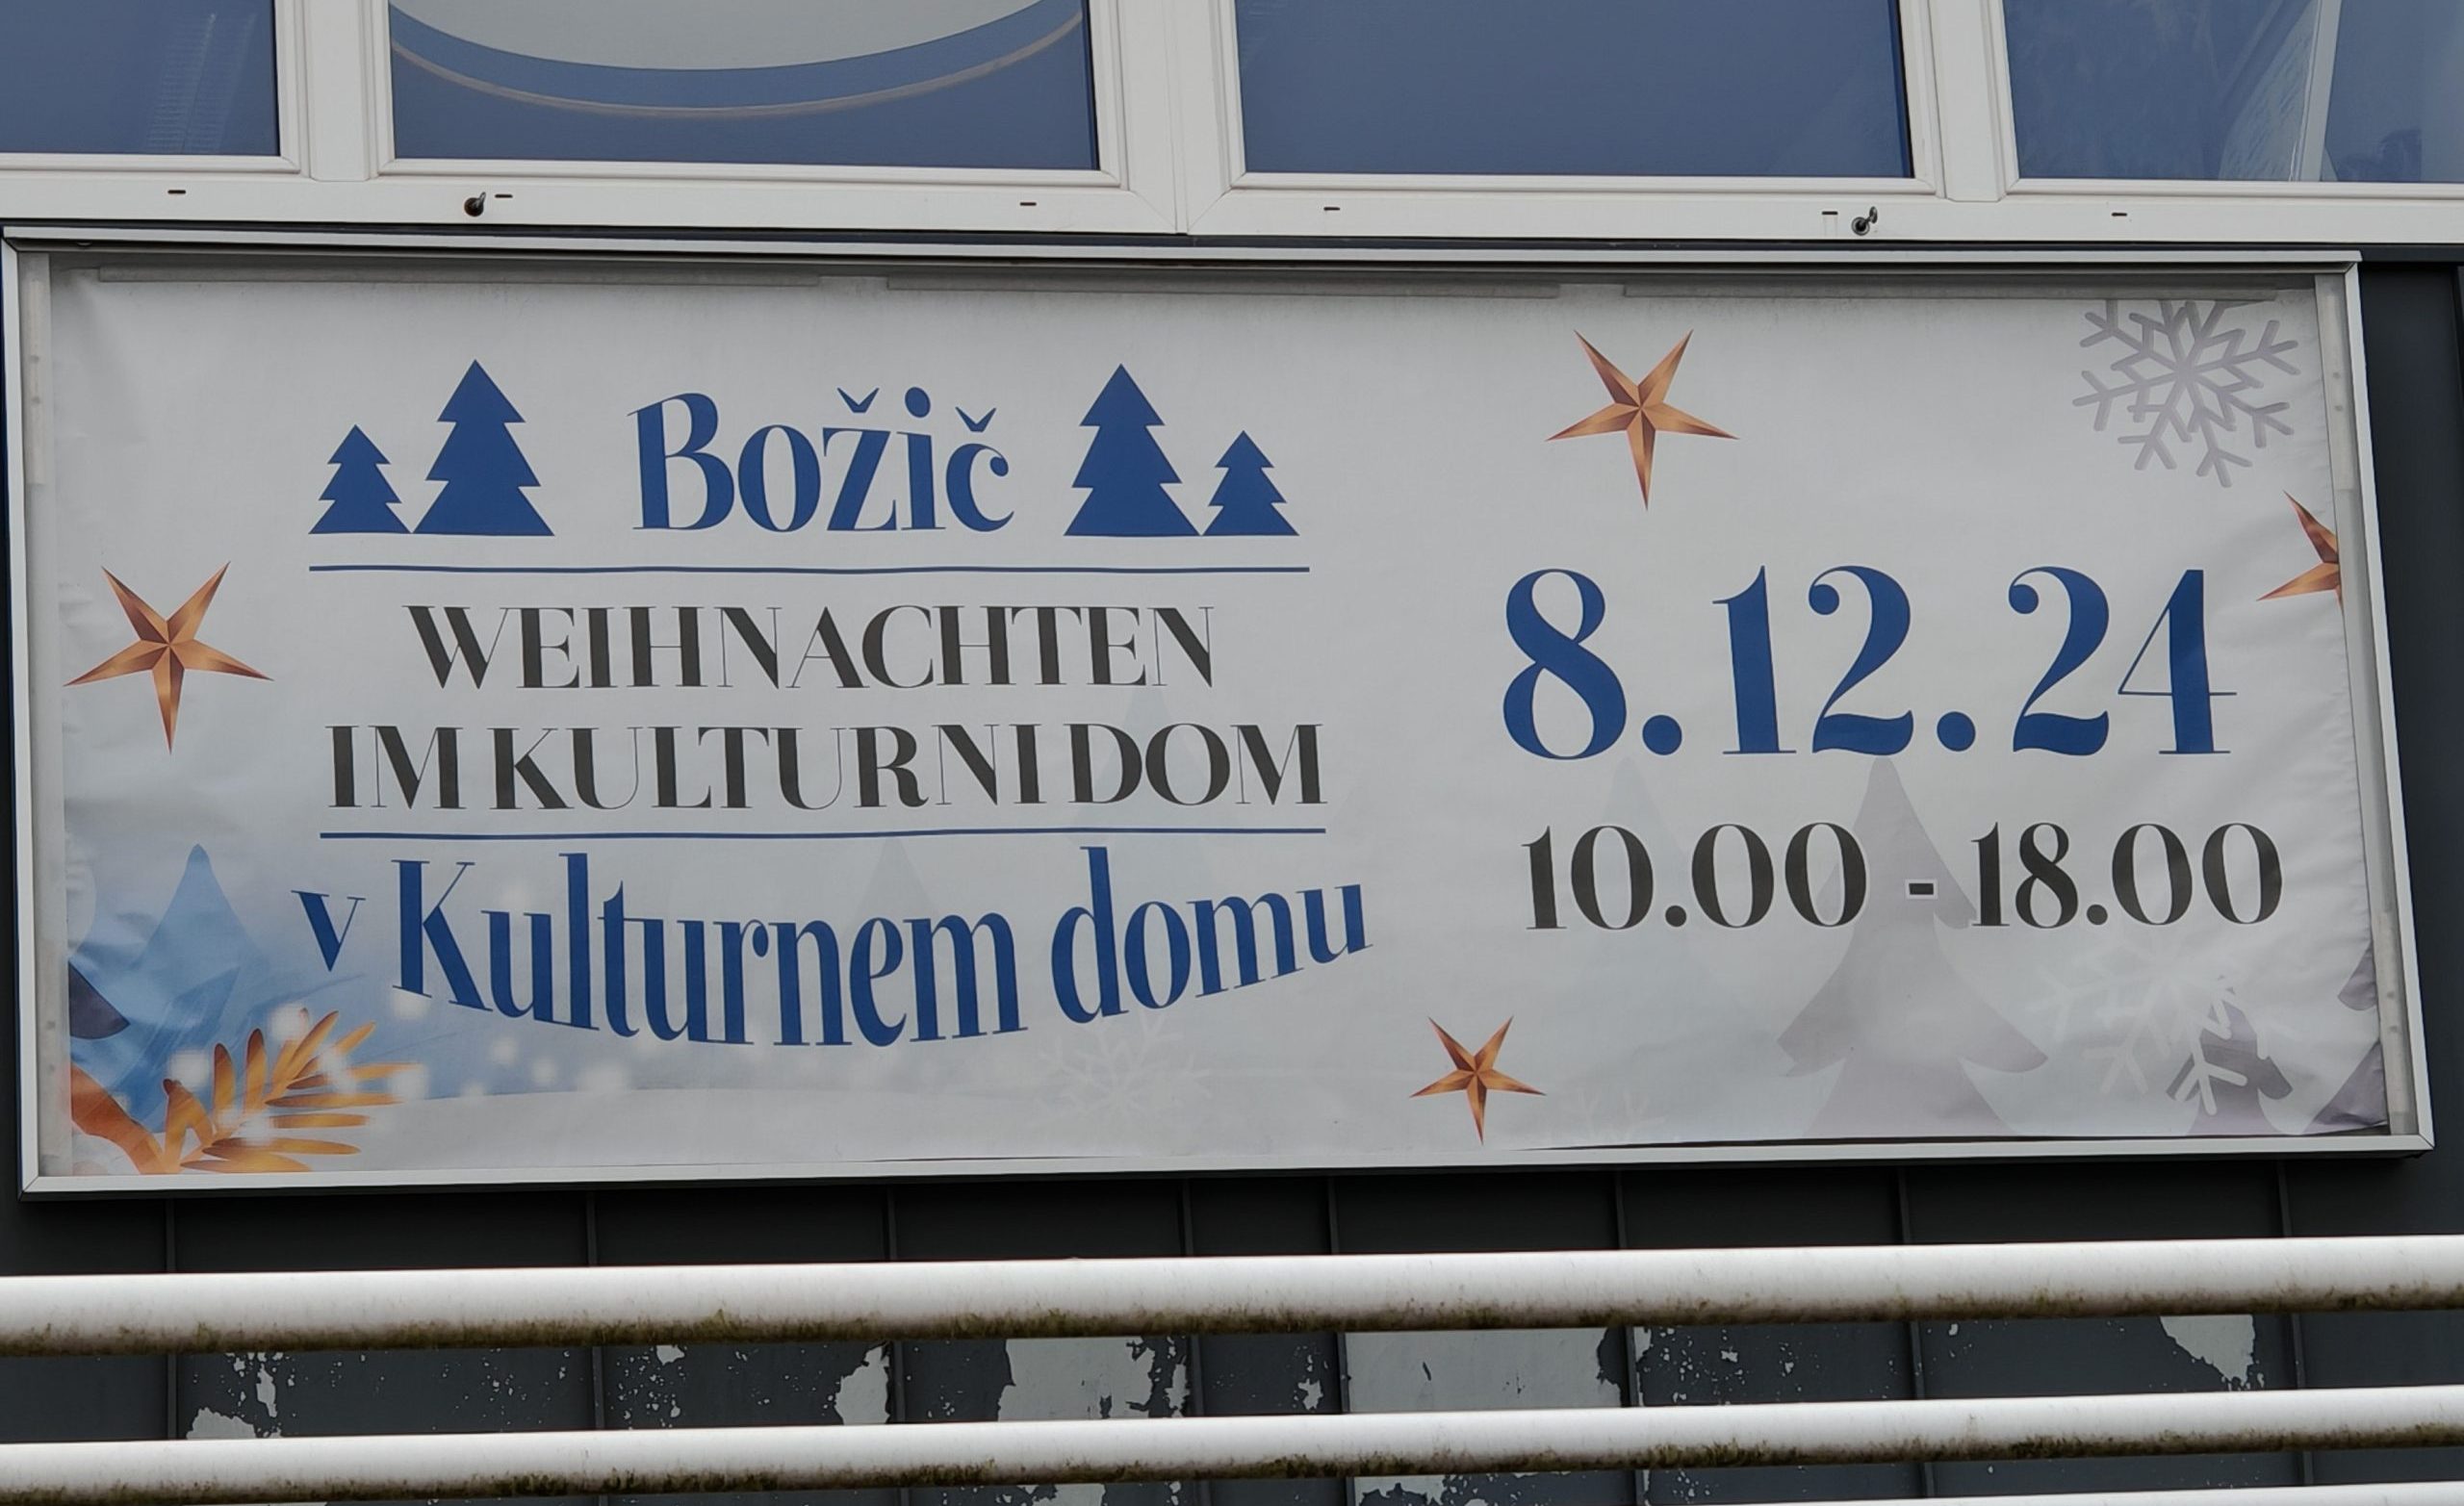 Božič
WEIHNACHTEN
IM KULTURNI DOM
v Kulturnem domu
8.12.24
10.00 - 18.00